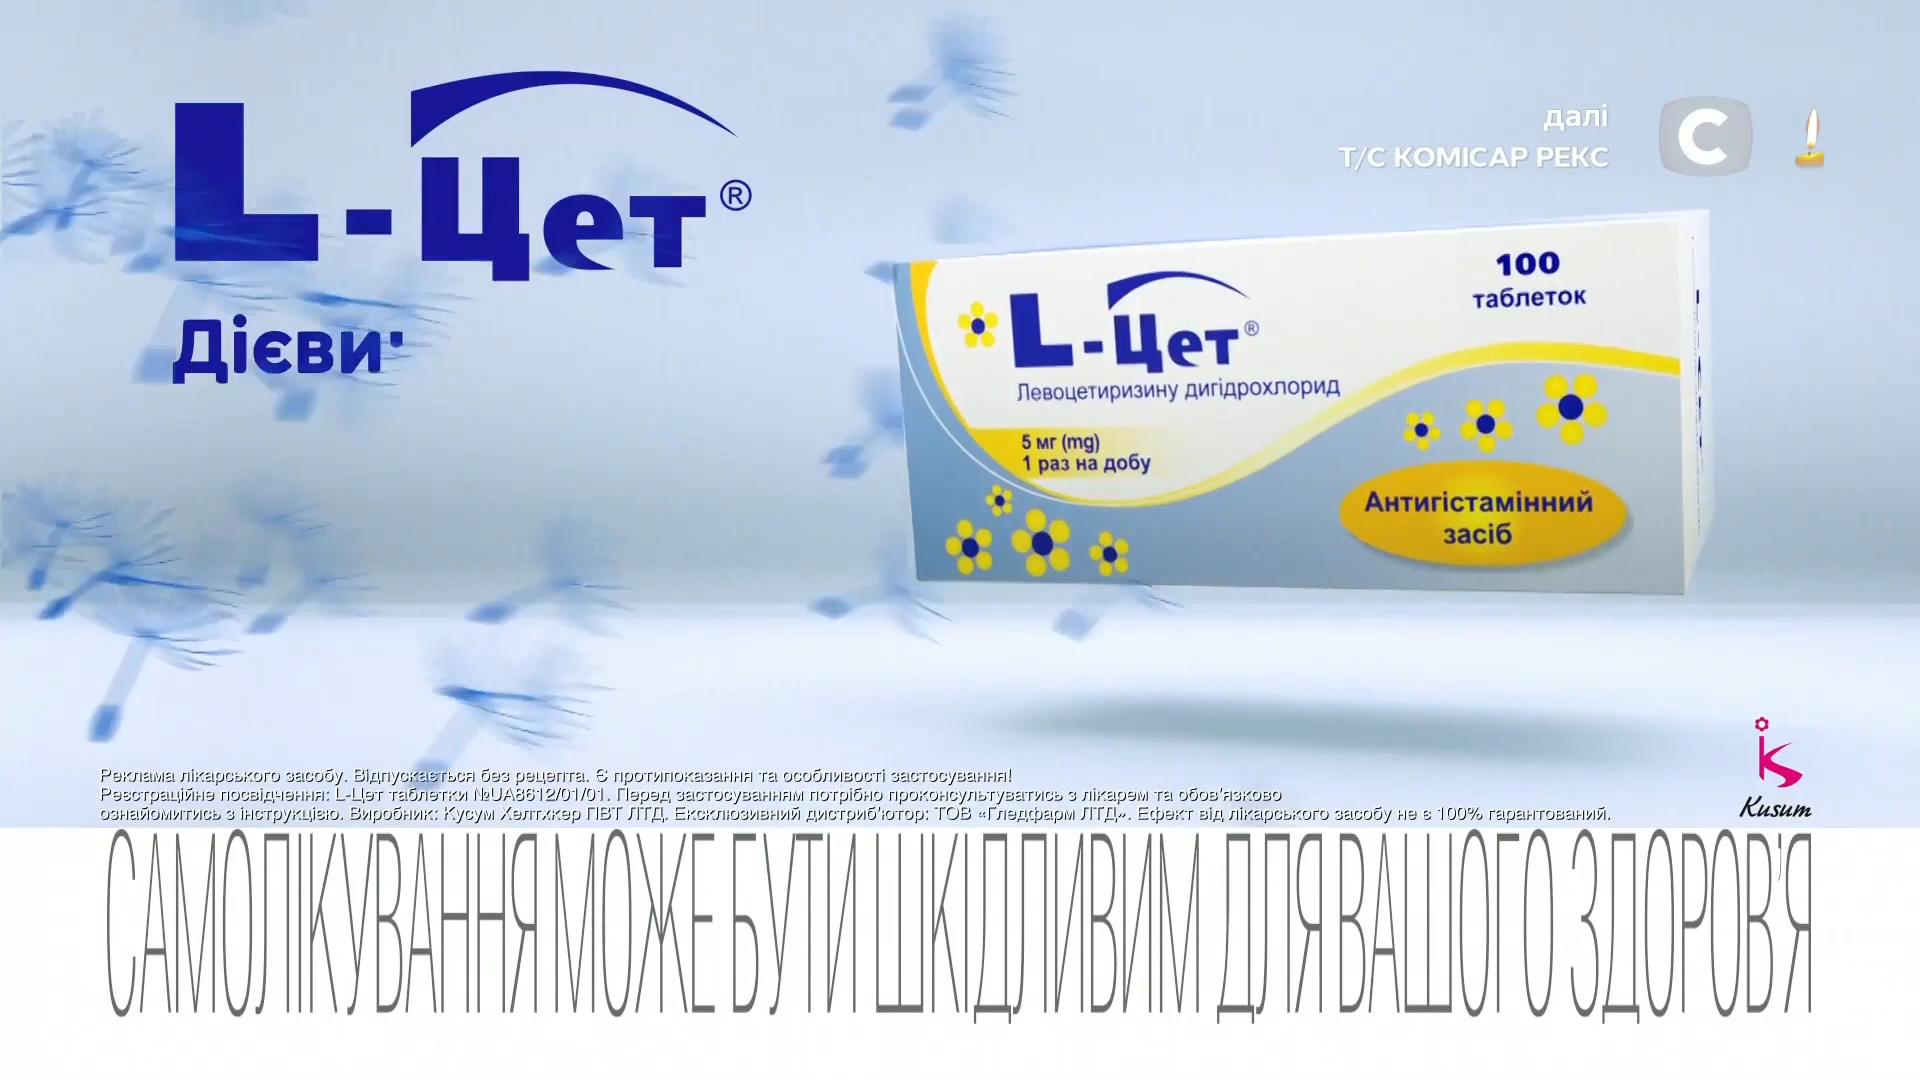 L-Цет®
далі
Т/С КОМІСАР РЕКС
C
100
таблеток
L-Цет®
Левоцетиризину дигідрохлорид
5 мг (mg)
1 раз на добу
Антигістамінний
засіб
Kusum
Реклама лікарського засобу. Відпускається без рецепта. Є протипоказання та особливості застосування!
Реєстраційне посвідчення: L-Цет таблетки №UA8612/01/01. Перед застосуванням потрібно проконсультуватись з лікарем та обов'язково
ознайомитись з інструкцією. Виробник: Кусум Хелтхкер ПВТ ЛТД. Ексклюзивний дистриб'ютор: ТОВ «Гледфарм ЛТД». Ефект від лікарського засобу не є 100% гарантований.
САМОЛІКУВАННЯ МОЖЕ БУТИ ШКІДЛИВИМ ДЛЯ ВАШОГО ЗДОРОВ'Я